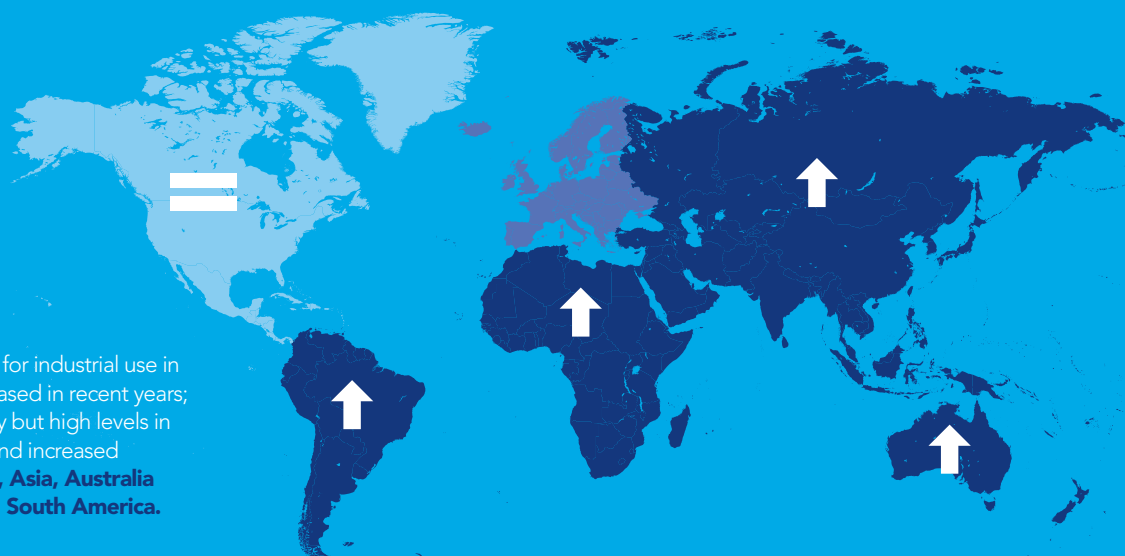 for industrial use in
ased in recent years;
y but high levels in
nd increased
, Asia, Australia
South America.